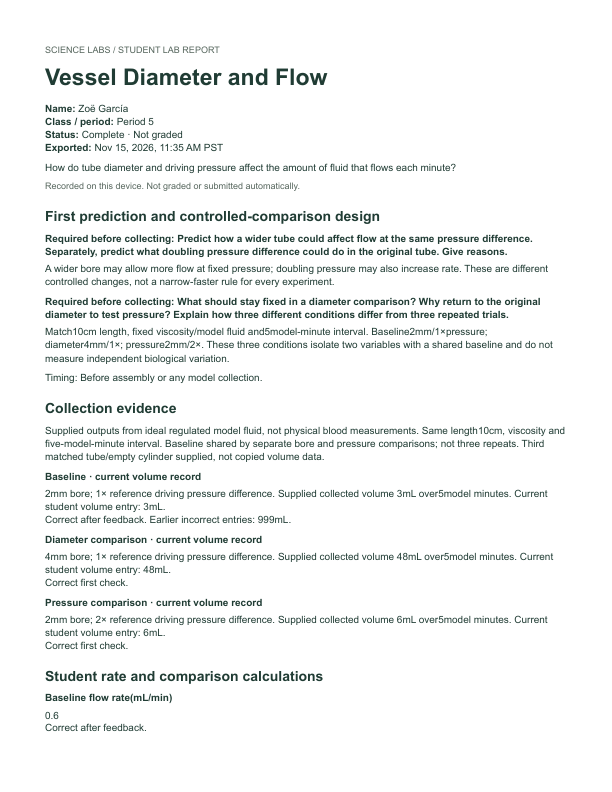 SCIENCE LABS / STUDENT LAB REPORT
Vessel Diameter and Flow
Name: Zoë García
Class / period: Period 5
Status: Complete · Not graded
Exported: Nov 15, 2026, 11:35 AM PST
How do tube diameter and driving pressure affect the amount of fluid that flows each minute?
Recorded on this device. Not graded or submitted automatically.
First prediction and controlled-comparison design
Required before collecting: Predict how a wider tube could affect flow at the same pressure difference.
Separately, predict what doubling pressure difference could do in the original tube. Give reasons.
A wider bore may allow more flow at fixed pressure; doubling pressure may also increase rate. These are different
controlled changes, not a narrow-faster rule for every experiment.
Required before collecting: What should stay fixed in a diameter comparison? Why return to the original
diameter to test pressure? Explain how three different conditions differ from three repeated trials.
Match10cm length, fixed viscosity/model fluid and5model-minute interval. Baseline2mm/1×pressure;
diameter4mm/1×; pressure2mm/2×. These three conditions isolate two variables with a shared baseline and do not
measure independent biological variation.
Timing: Before assembly or any model collection.
Collection evidence
Supplied outputs from ideal regulated model fluid, not physical blood measurements. Same length10cm, viscosity and
five-model-minute interval. Baseline shared by separate bore and pressure comparisons; not three repeats. Third
matched tube/empty cylinder supplied, not copied volume data.
Baseline · current volume record
2mm bore; 1× reference driving pressure difference. Supplied collected volume 3mL over5model minutes. Current
student volume entry: 3mL.
Correct after feedback. Earlier incorrect entries: 999mL.
Diameter comparison · current volume record
4mm bore; 1× reference driving pressure difference. Supplied collected volume 48mL over5model minutes. Current
student volume entry: 48mL.
Correct first check.
Pressure comparison · current volume record
2mm bore; 2× reference driving pressure difference. Supplied collected volume 6mL over5model minutes. Current
student volume entry: 6mL.
Correct first check.
Student rate and comparison calculations
Baseline flow rate(mL/min)
0.6
Correct after feedback.